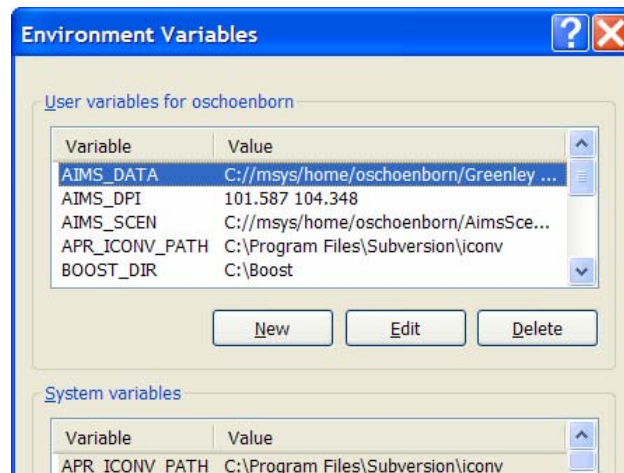 Environment Variables
User variables for oschoenborn
Variable Value
AIMS_DATA C://msys/home/oschoenborn/Greenley ...
AIMS_DPI 101.587 104.348
AIMS_SCEN C://msys/home/oschoenborn/AimsSce...
APR_ICONV_PATH C:\Program Files\Subversion\iconv
BOOST_DIR C:\Boost
New Edit Delete
System variables
Variable Value
APR_ICONV_PATH C:\Program Files\Subversion\iconv